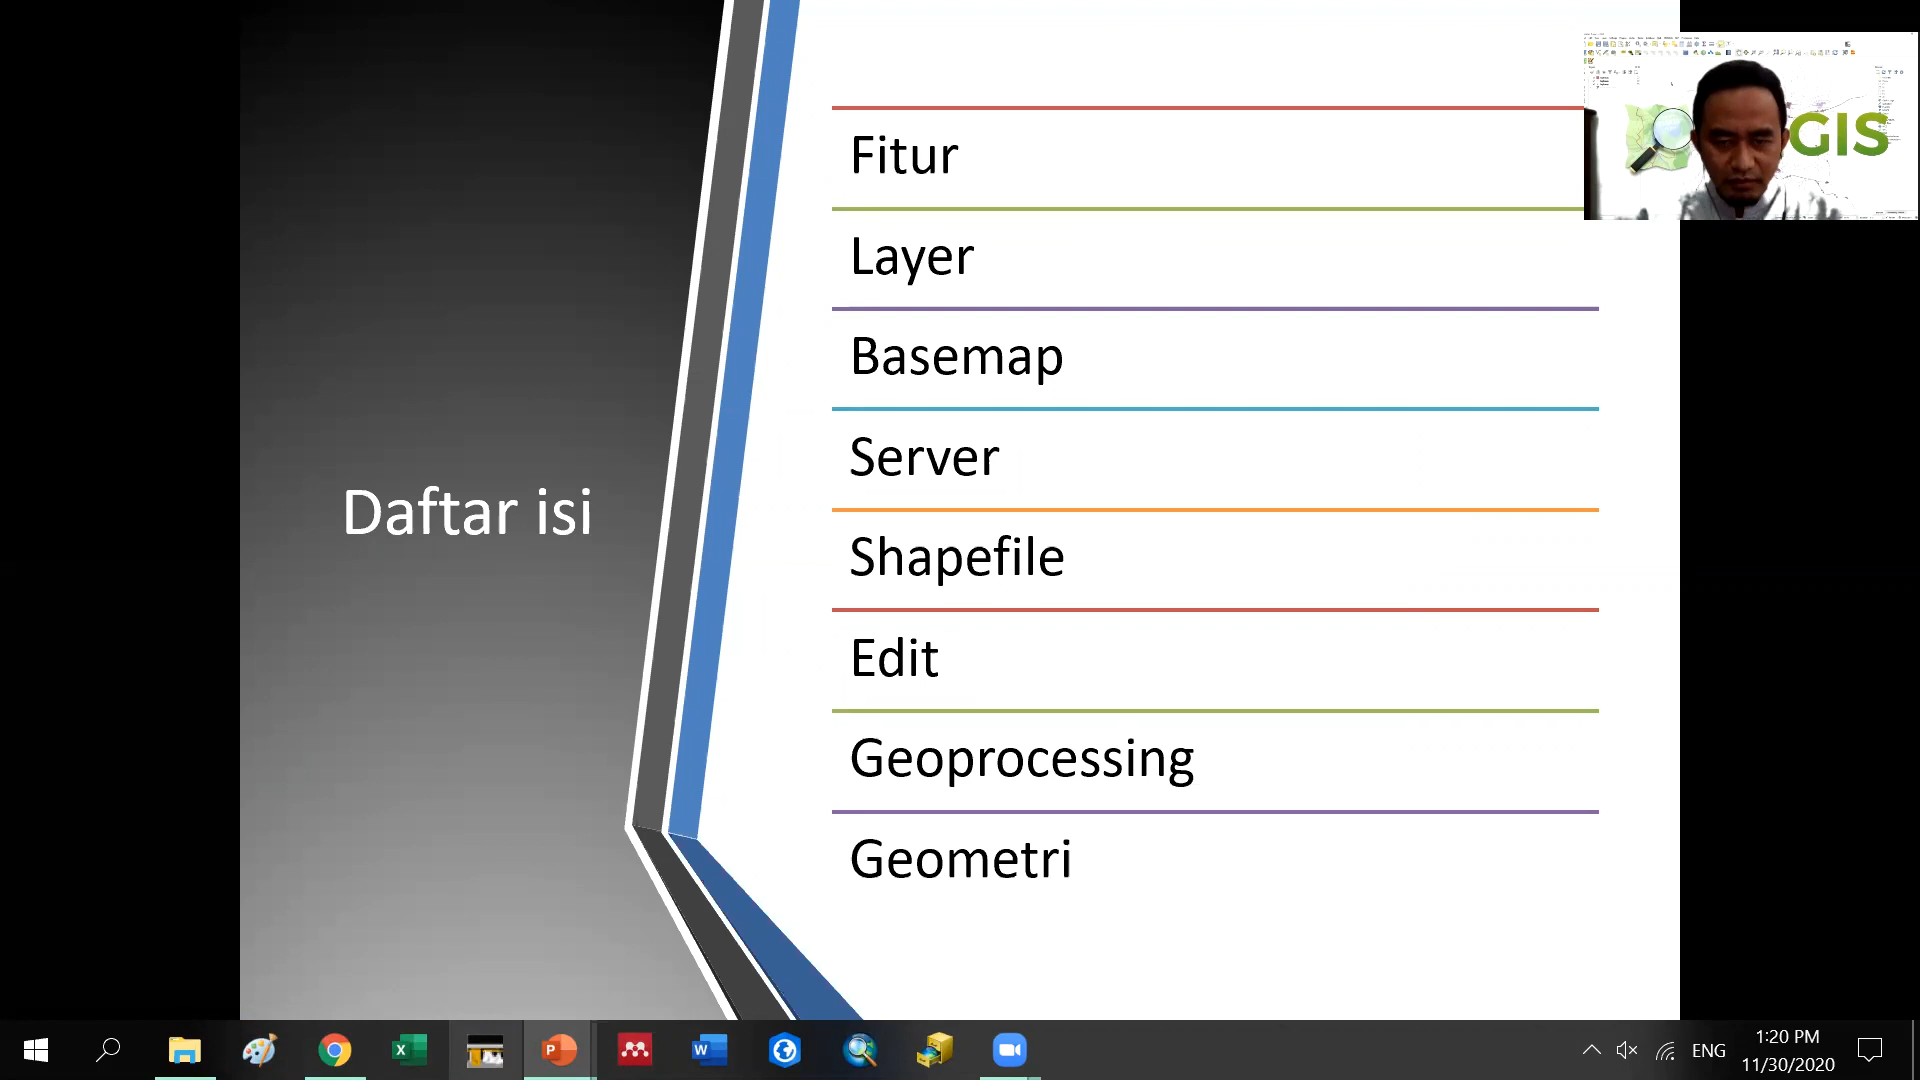 Daftar isi
Fitur
Layer
Basemap
Server
Shapefile
Edit
Geoprocessing
Geometri
GIS
ENG
1:20 PM
11/30/2020